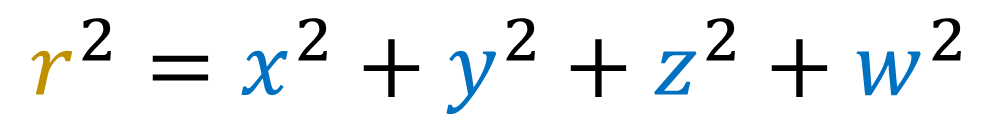 r² = x² + y² + z² + w²